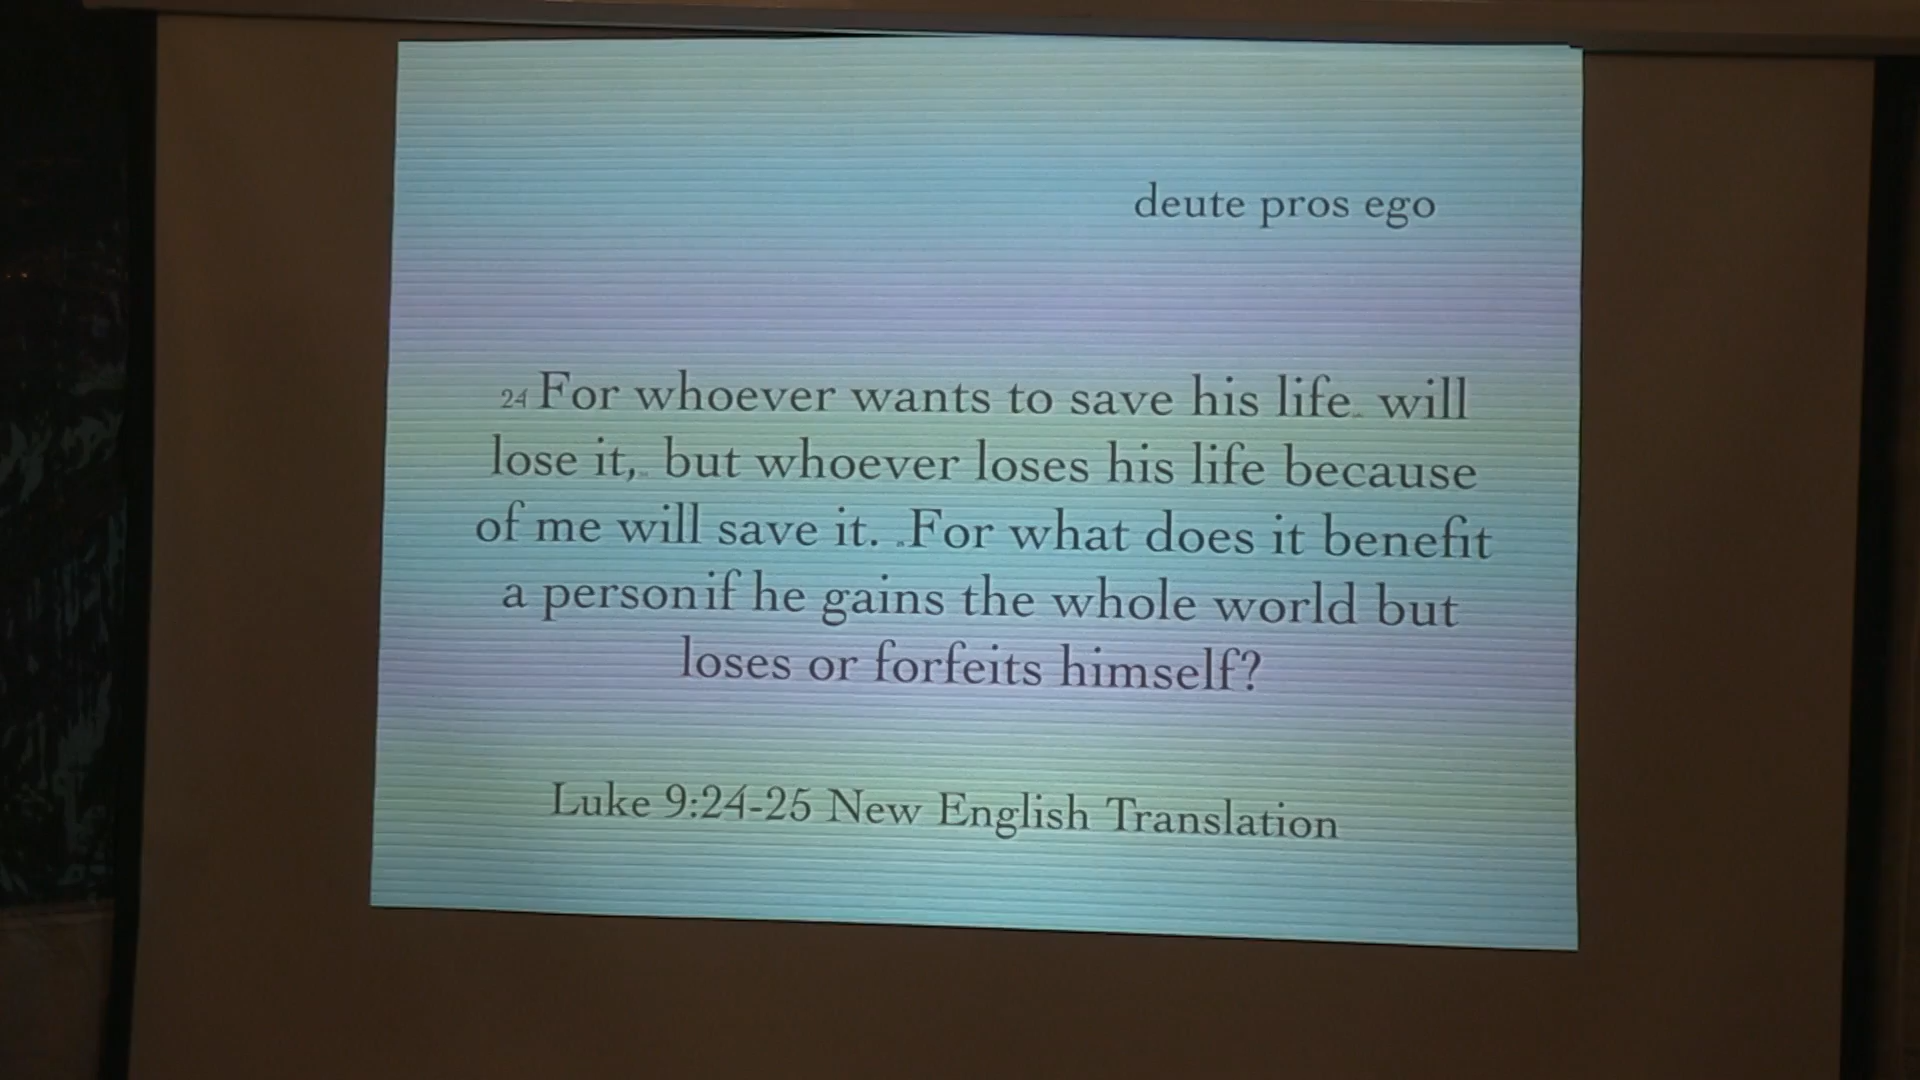 deute pros ego
24 For whoever wants to save his life will
lose it, but whoever loses his life because
of me will save it. For what does it benefit
a personif he gains the whole world but
loses or forfeits himself?
Luke 9:24-25 New English Translation